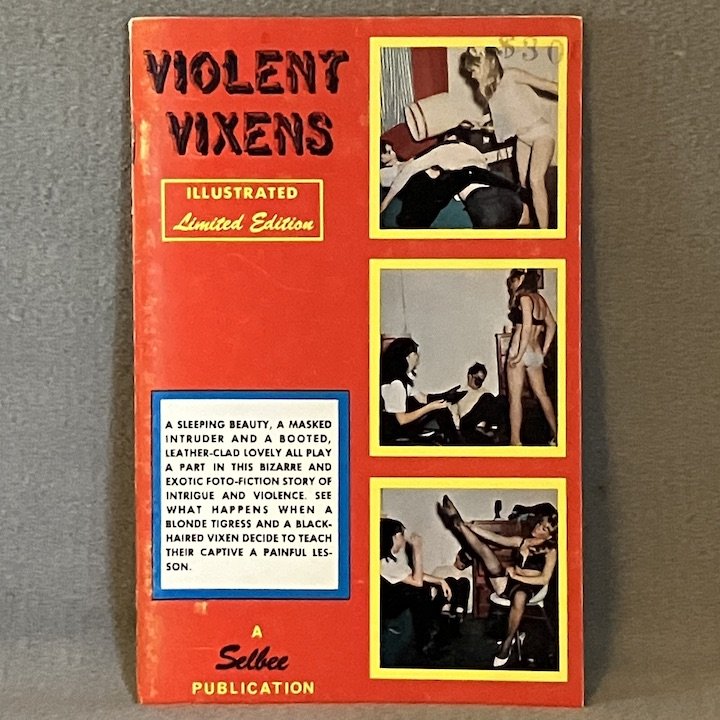 VIOLENT
VIXENS
ILLUSTRATED
Limited Edition
$30
A SLEEPING BEAUTY, A MASKED
INTRUDER AND A BOOTED,
LEATHER-CLAD LOVELY ALL PLAY
A PART IN THIS BIZARRE AND
EXOTIC FOTO-FICTION STORY OF
INTRIGUE AND VIOLENCE. SEE
WHAT HAPPENS WHEN A
BLONDE TIGRESS AND A BLACK-
HAIRED VIXEN DECIDE TO TEACH
THEIR CAPTIVE A PAINFUL LES-
SON.
A
Selbee
PUBLICATION